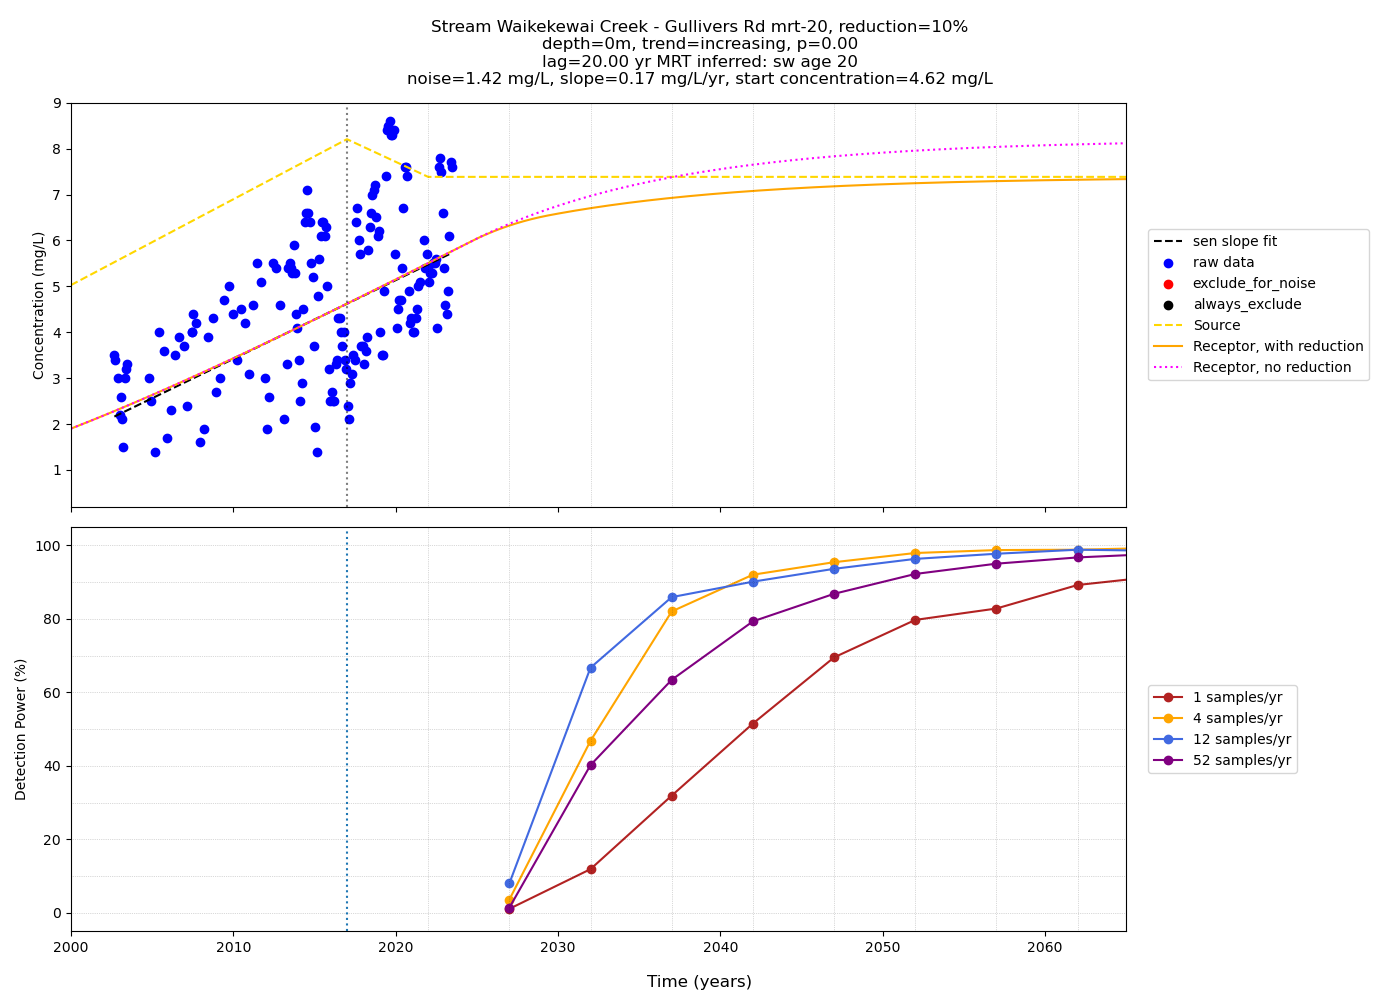 Stream Waikekewai Creek - Gullivers Rd mrt-20, reduction=10%
depth=0m, trend=increasing, p=0.00
lag=20.00 yr MRT inferred: sw age 20
noise=1.42 mg/L, slope=0.17 mg/L/yr, start concentration=4.62 mg/L
9
8
7
6
5
4
3
2
1
Concentration (mg/L)
sen slope fit
raw data
exclude_for_noise
always_exclude
Source
Receptor, with reduction
Receptor, no reduction
100
80
60
40
20
0
Detection Power (%)
1 samples/yr
4 samples/yr
12 samples/yr
52 samples/yr
2000 2010 2020 2030 2040 2050 2060
Time (years)